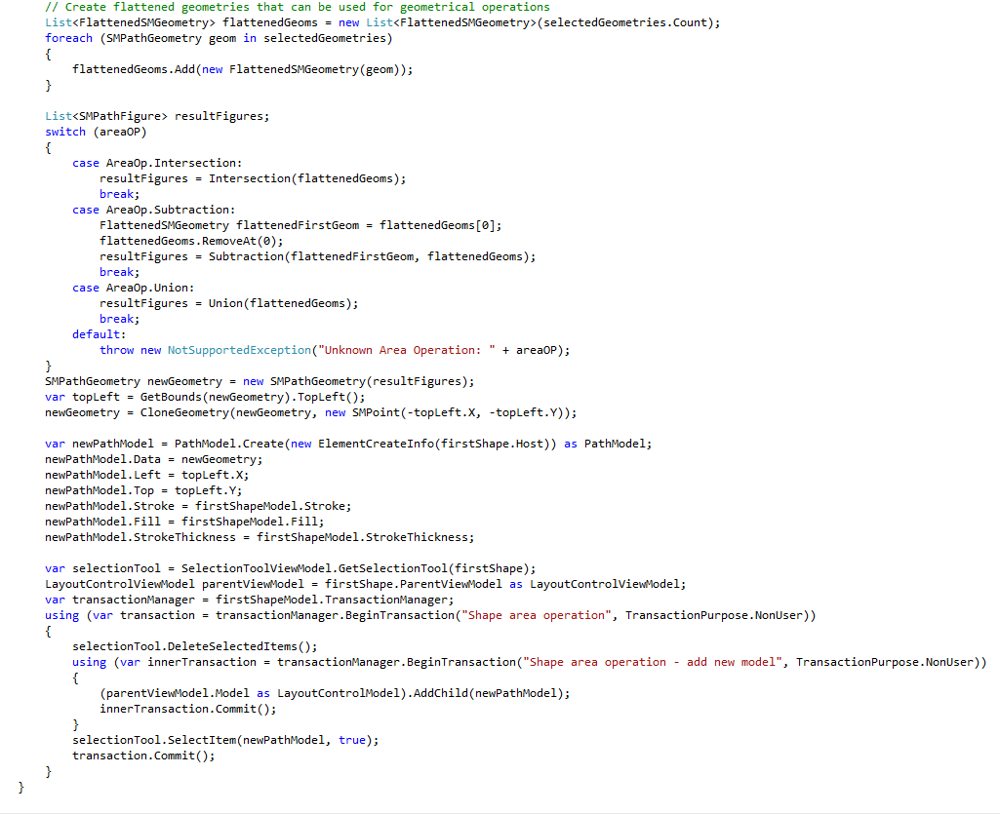 // Create flattened geometries that can be used for geometrical operations
List<FlattenedSMGeometry> flattenedGeoms = new List<FlattenedSMGeometry>(selectedGeometries.Count);
foreach (SMPathGeometry geom in selectedGeometries)
{
    flattenedGeoms.Add(new FlattenedSMGeometry(geom));
}

List<SMPathFigure> resultFigures;
switch (areaOP)
{
    case AreaOp.Intersection:
        resultFigures = Intersection(flattenedGeoms);
        break;
    case AreaOp.Subtraction:
        FlattenedSMGeometry flattenedFirstGeom = flattenedGeoms[0];
        flattenedGeoms.RemoveAt(0);
        resultFigures = Subtraction(flattenedFirstGeom, flattenedGeoms);
        break;
    case AreaOp.Union:
        resultFigures = Union(flattenedGeoms);
        break;
    default:
        throw new NotSupportedException("Unknown Area Operation: " + areaOP);
}
SMPathGeometry newGeometry = new SMPathGeometry(resultFigures);
var topLeft = GetBounds(newGeometry).TopLeft();
newGeometry = CloneGeometry(newGeometry, new SMPoint(-topLeft.X, -topLeft.Y));

var newPathModel = PathModel.Create(new ElementCreateInfo(firstShape.Host)) as PathModel;
newPathModel.Data = newGeometry;
newPathModel.Left = topLeft.X;
newPathModel.Top = topLeft.Y;
newPathModel.Stroke = firstShapeModel.Stroke;
newPathModel.Fill = firstShapeModel.Fill;
newPathModel.StrokeThickness = firstShapeModel.StrokeThickness;

var selectionTool = SelectionToolViewModel.GetSelectionTool(firstShape);
LayoutControlViewModel parentViewModel = firstShape.ParentViewModel as LayoutControlViewModel;
var transactionManager = firstShapeModel.TransactionManager;
using (var transaction = transactionManager.BeginTransaction("Shape area operation", TransactionPurpose.NonUser))
{
    selectionTool.DeleteSelectedItems();
    using (var innerTransaction = transactionManager.BeginTransaction("Shape area operation - add new model", TransactionPurpose.NonUser))
    {
        (parentViewModel.Model as LayoutControlModel).AddChild(newPathModel);
        innerTransaction.Commit();
    }
    selectionTool.SelectItem(newPathModel, true);
    transaction.Commit();
}
}